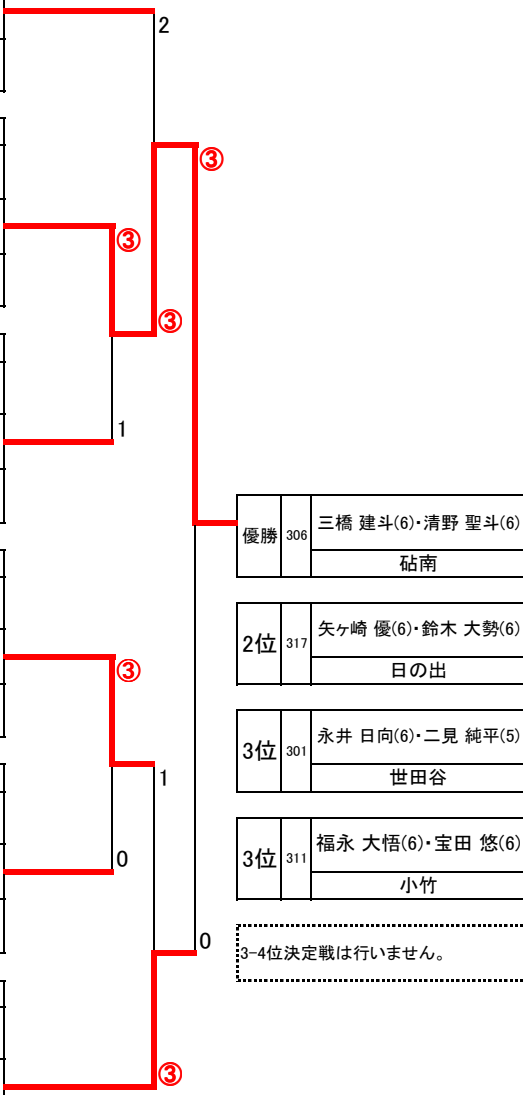 2
③
③
③
1
優勝 306 三橋 建斗(6)・清野 聖斗(6)
砧南
2位 317 矢ヶ崎 優(6)・鈴木 大勢(6)
日の出
③
3位 301 永井 日向(6)・二見 純平(5)
世田谷
1
0
3位 311 福永 大悟(6)・宝田 悠(6)
小竹
0
3-4位決定戦は行いません。
③